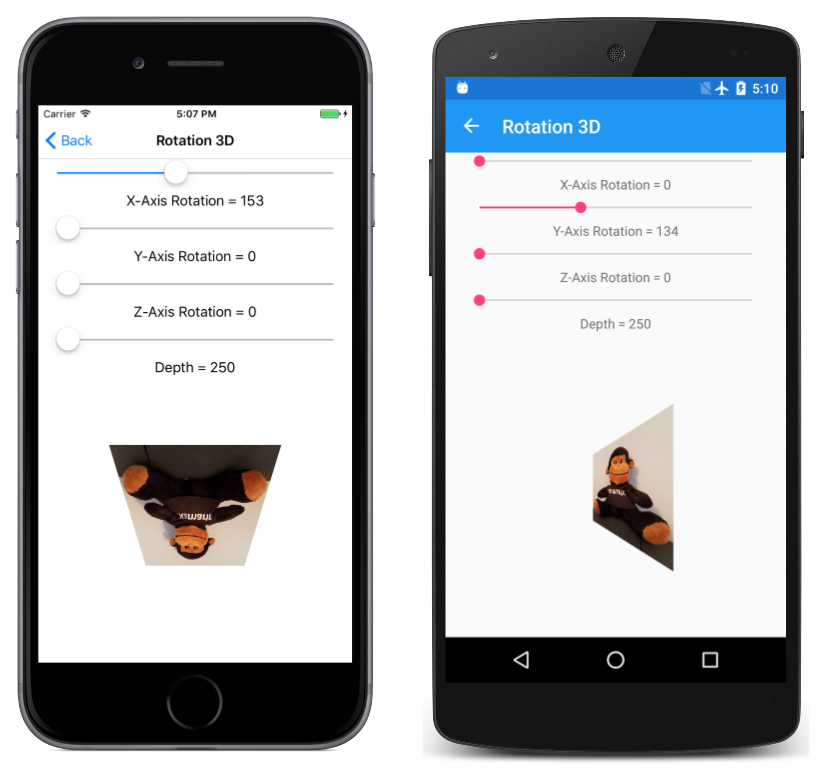 Carrier
5:07 PM
Back
Rotation 3D
X-Axis Rotation = 153
Y-Axis Rotation = 0
Z-Axis Rotation = 0
Depth = 250
5:10
Rotation 3D
X-Axis Rotation = 0
Y-Axis Rotation = 134
Z-Axis Rotation = 0
Depth = 250